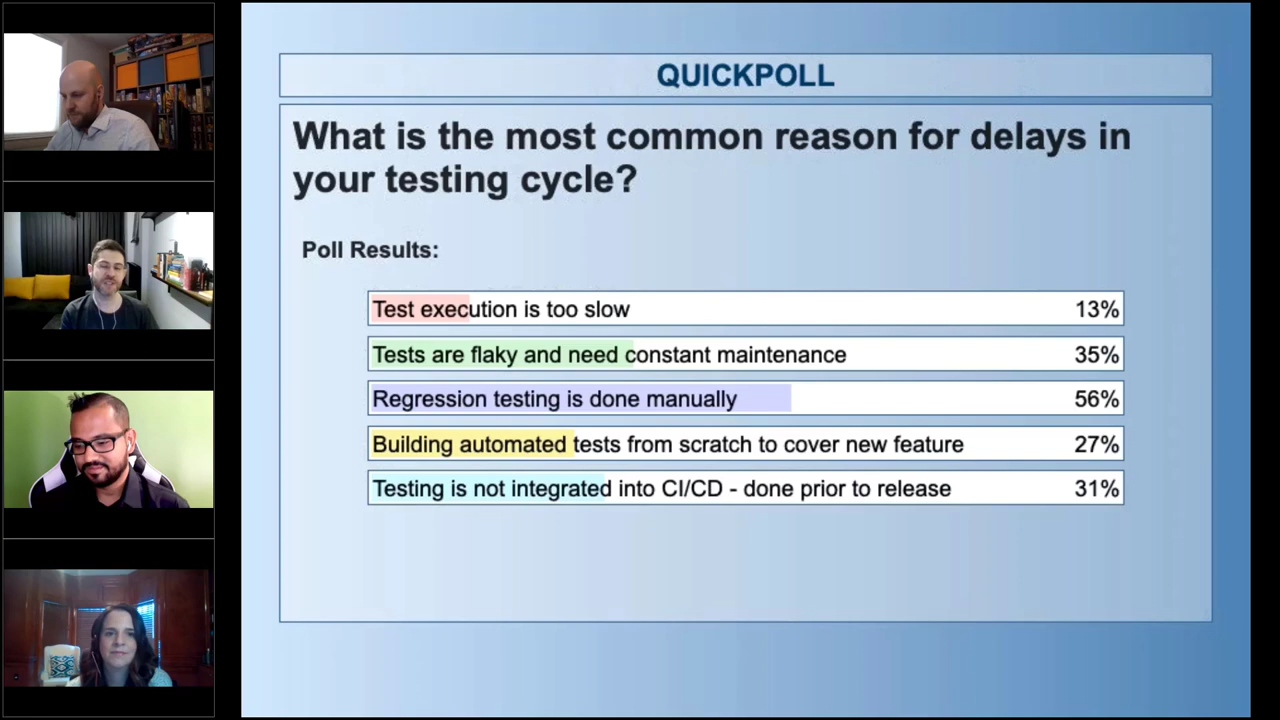 QUICKPOLL
What is the most common reason for delays in
your testing cycle?
Poll Results:
Test execution is too slow 13%
Tests are flaky and need constant maintenance 35%
Regression testing is done manually 56%
Building automated tests from scratch to cover new feature 27%
Testing is not integrated into CI/CD - done prior to release 31%